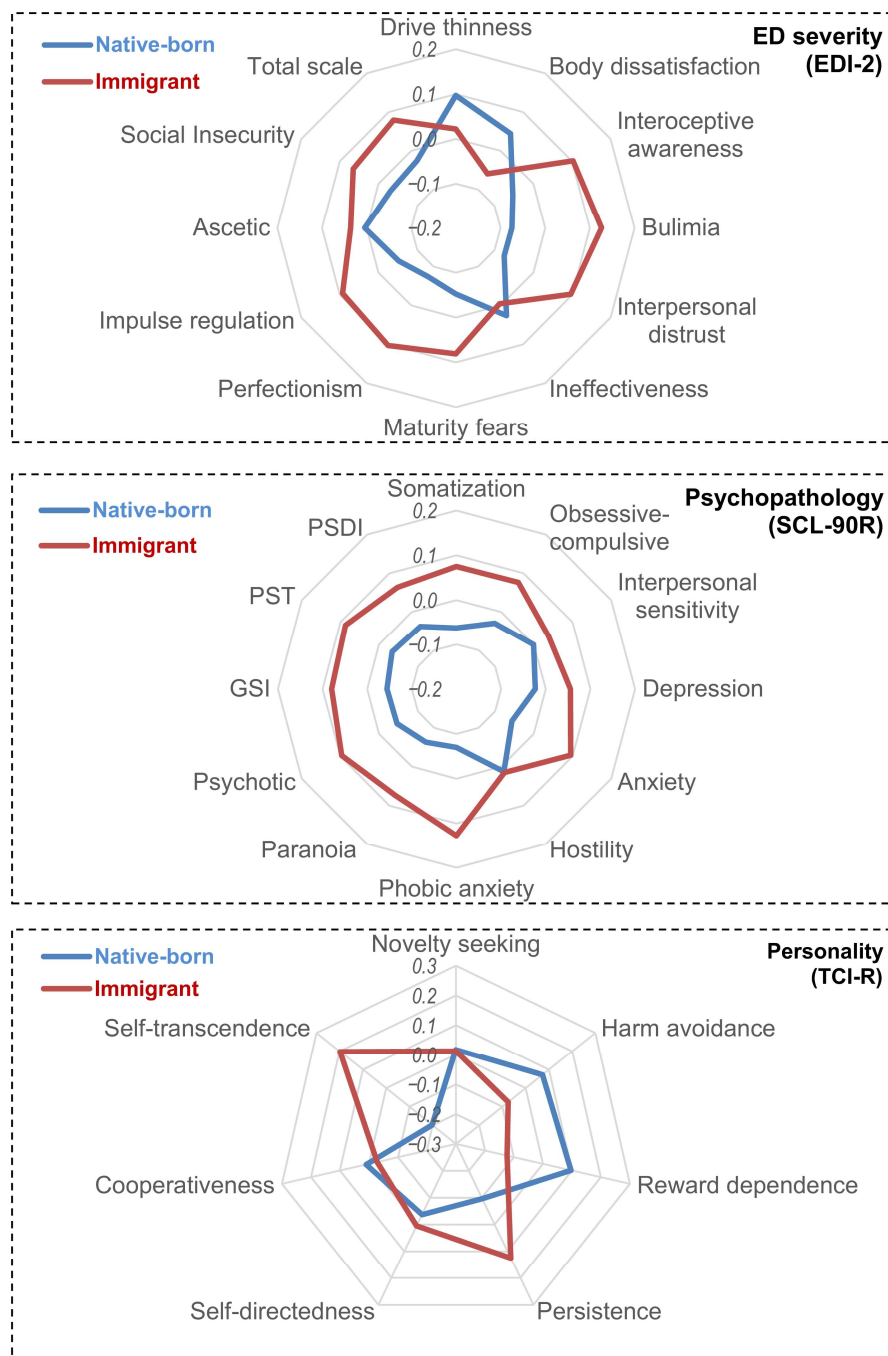 Drive thinness
Native-born
Immigrant
ED severity
(EDI-2)
0.2
0.1
0.0
−0.1
−0.2
Total scale
Body dissatisfaction
Social Insecurity
Interoceptive
awareness
Ascetic
Bulimia
Impulse regulation
Interpersonal
distrust
Perfectionism
Ineffectiveness
Maturity fears
Somatization
Native-born
Immigrant
Psychopathology
(SCL-90R)
0.2
0.1
0.0
−0.1
−0.2
PSDI
Obsessive-
compulsive
PST
Interpersonal
sensitivity
GSI
Depression
Psychotic
Anxiety
Paranoia
Hostility
Phobic anxiety
Novelty seeking
Native-born
Immigrant
Personality
(TCI-R)
0.3
0.2
0.1
0.0
−0.1
−0.2
−0.3
Self-transcendence
Harm avoidance
Cooperativeness
Reward dependence
Self-directedness
Persistence